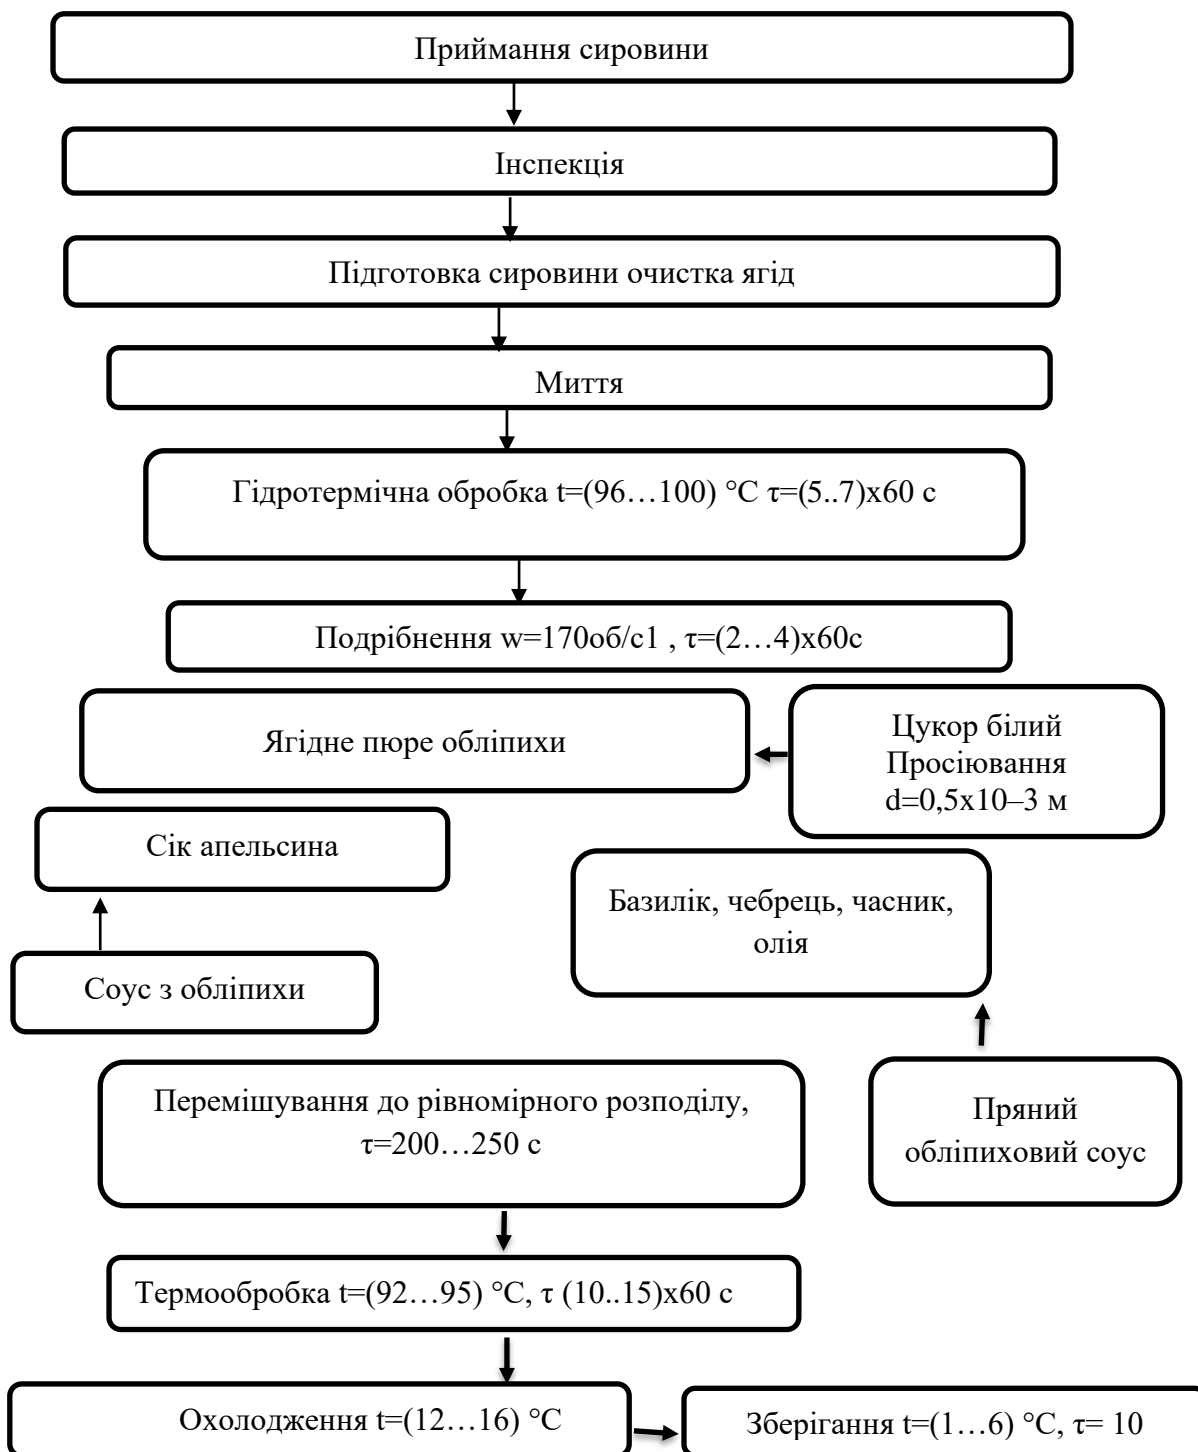 Приймання сировини
Інспекція
Підготовка сировини очистка ягід
Миття
Гідротермічна обробка t=(96…100) °С τ=(5..7)х60 с
Подрібнення w=170об/с1 , τ=(2…4)х60с
Ягідне пюре обліпихи
Цукор білий
Просіювання
d=0,5х10–3 м
Сік апельсина
Базилік, чебрець, часник,
олія
Соус з обліпихи
Пряний
обліпиховий соус
Перемішування до рівномірного розподілу,
τ=200…250 с
Термообробка t=(92…95) °С, τ (10..15)х60 с
Охолодження t=(12…16) °С
Зберігання t=(1…6) °С, τ= 10